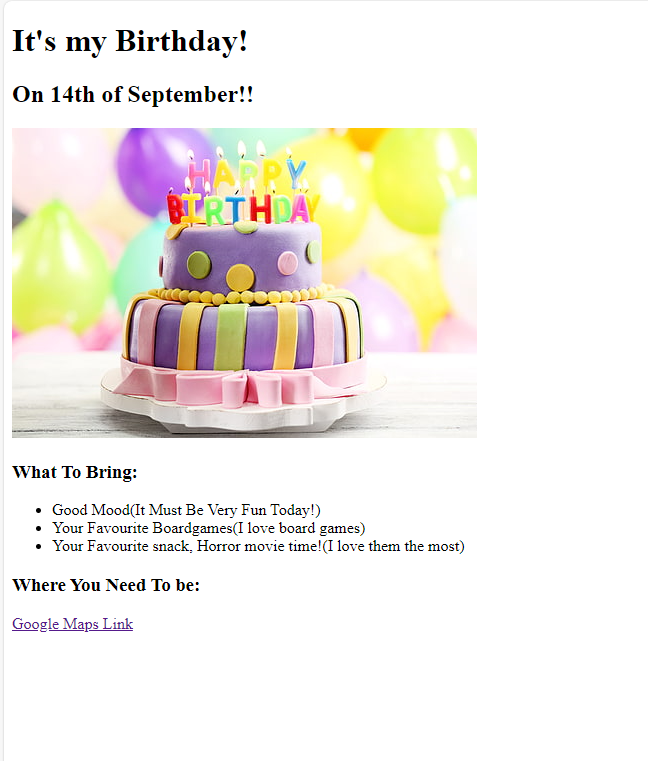 It's my Birthday!
On 14th of September!!
HAPPY
BIRTHDAY
What To Bring:
Good Mood(It Must Be Very Fun Today!)
Your Favourite Boardgames(I love board games)
Your Favourite snack, Horror movie time!(I love them the most)
Where You Need To be:
Google Maps Link